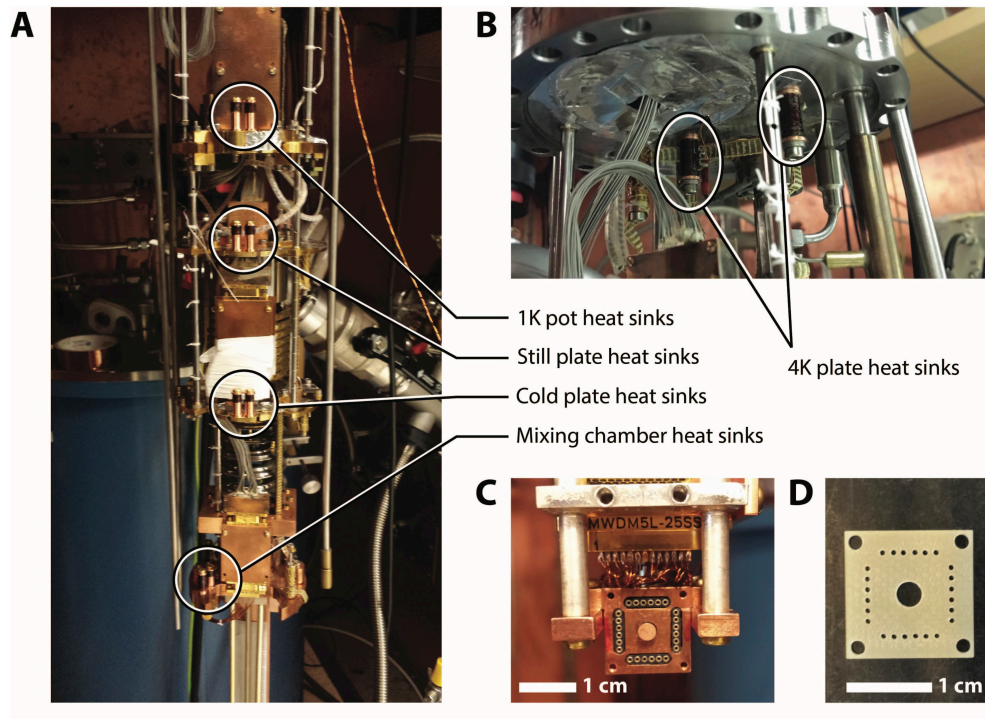 A
B
1K pot heat sinks
Still plate heat sinks
Cold plate heat sinks
Mixing chamber heat sinks
4K plate heat sinks
C
MWDM5L-25SS
1 cm
D
1 cm